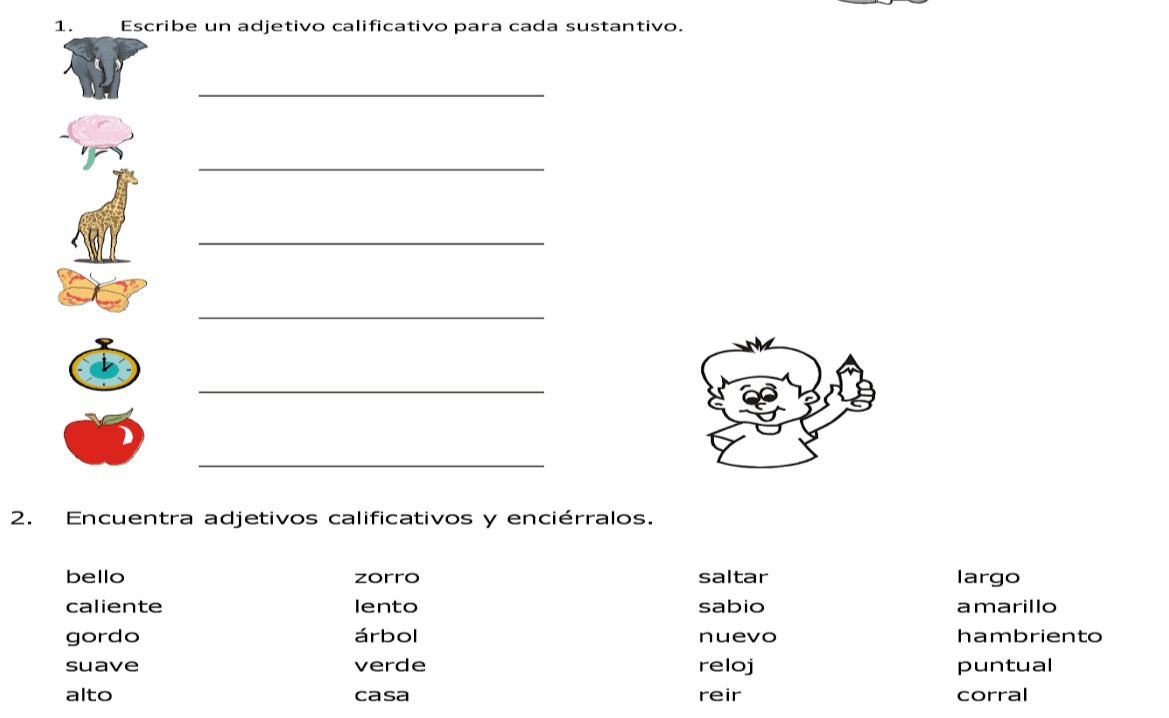 1. Escribe un adjetivo calificativo para cada sustantivo.
2. Encuentra adjetivos calificativos y enciérralos.
bello zorro saltar largo
caliente lento sabio amarillo
gordo árbol nuevo hambriento
suave verde reloj puntual
alto casa reir corral